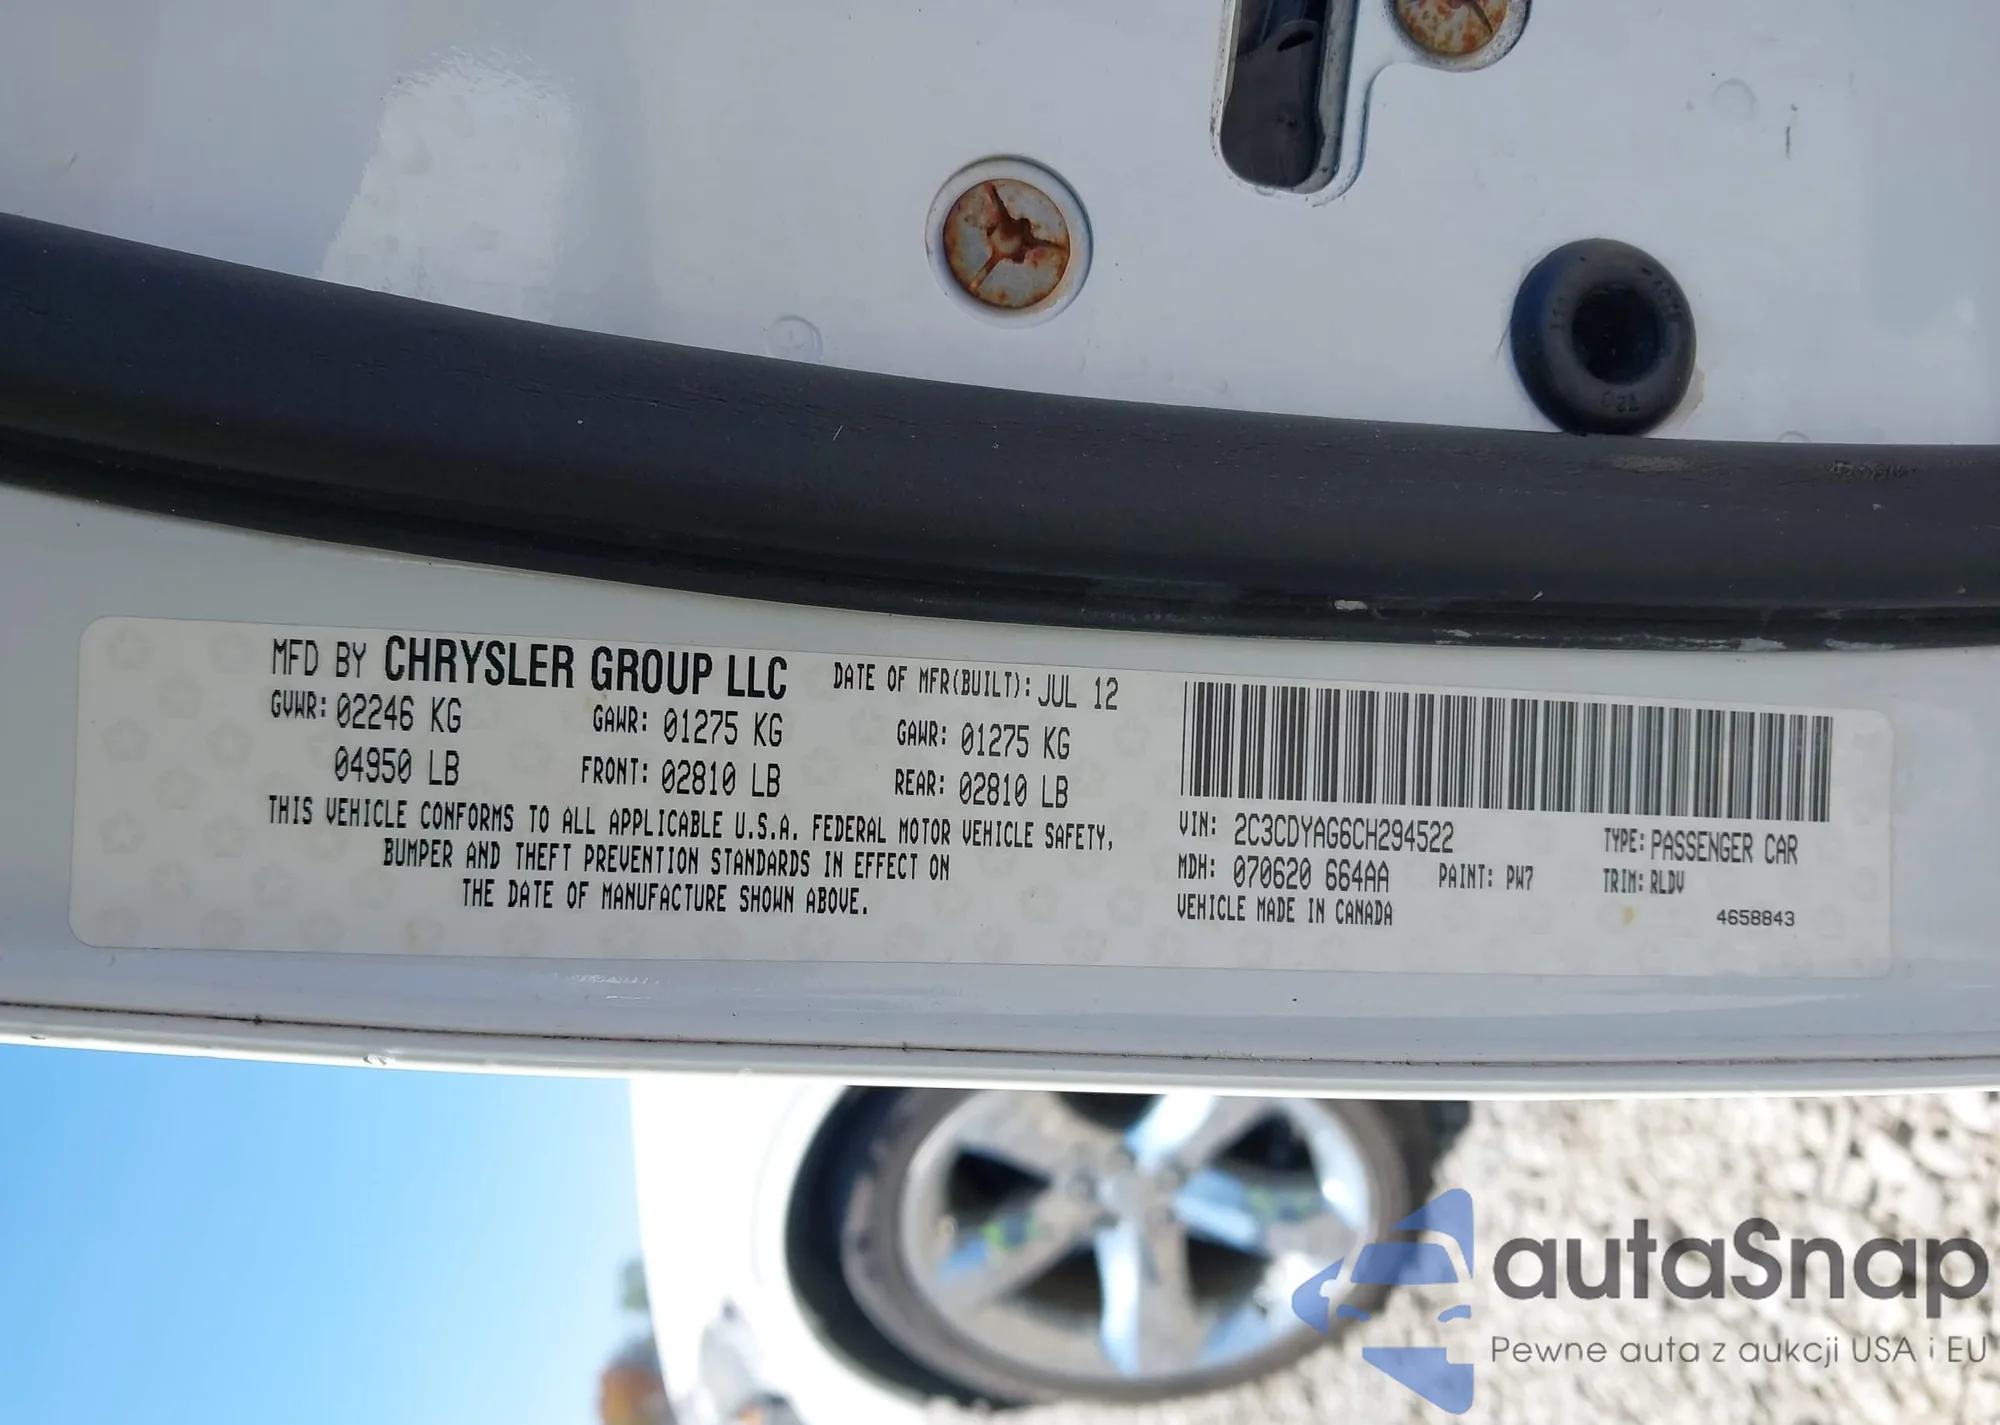 MFD BY CHRYSLER GROUP LLC DATE OF MFR(BUILT): JUL 12
GVWR: 02246 KG GAWR: 01275 KG GAWR: 01275 KG
04950 LB FRONT: 02810 LB REAR: 02810 LB
THIS VEHICLE CONFORMS TO ALL APPLICABLE U.S.A. FEDERAL MOTOR VEHICLE SAFETY,
BUMPER AND THEFT PREVENTION STANDARDS IN EFFECT ON
THE DATE OF MANUFACTURE SHOWN ABOVE.
VIN: 2C3CDYAG6CH294522 TYPE: PASSENGER CAR
MDH: 070620 664AA PAINT: PW7 TRIM: RLDV
VEHICLE MADE IN CANADA 4658843
autaSnap
Pewne auta z aukcji USA i EU